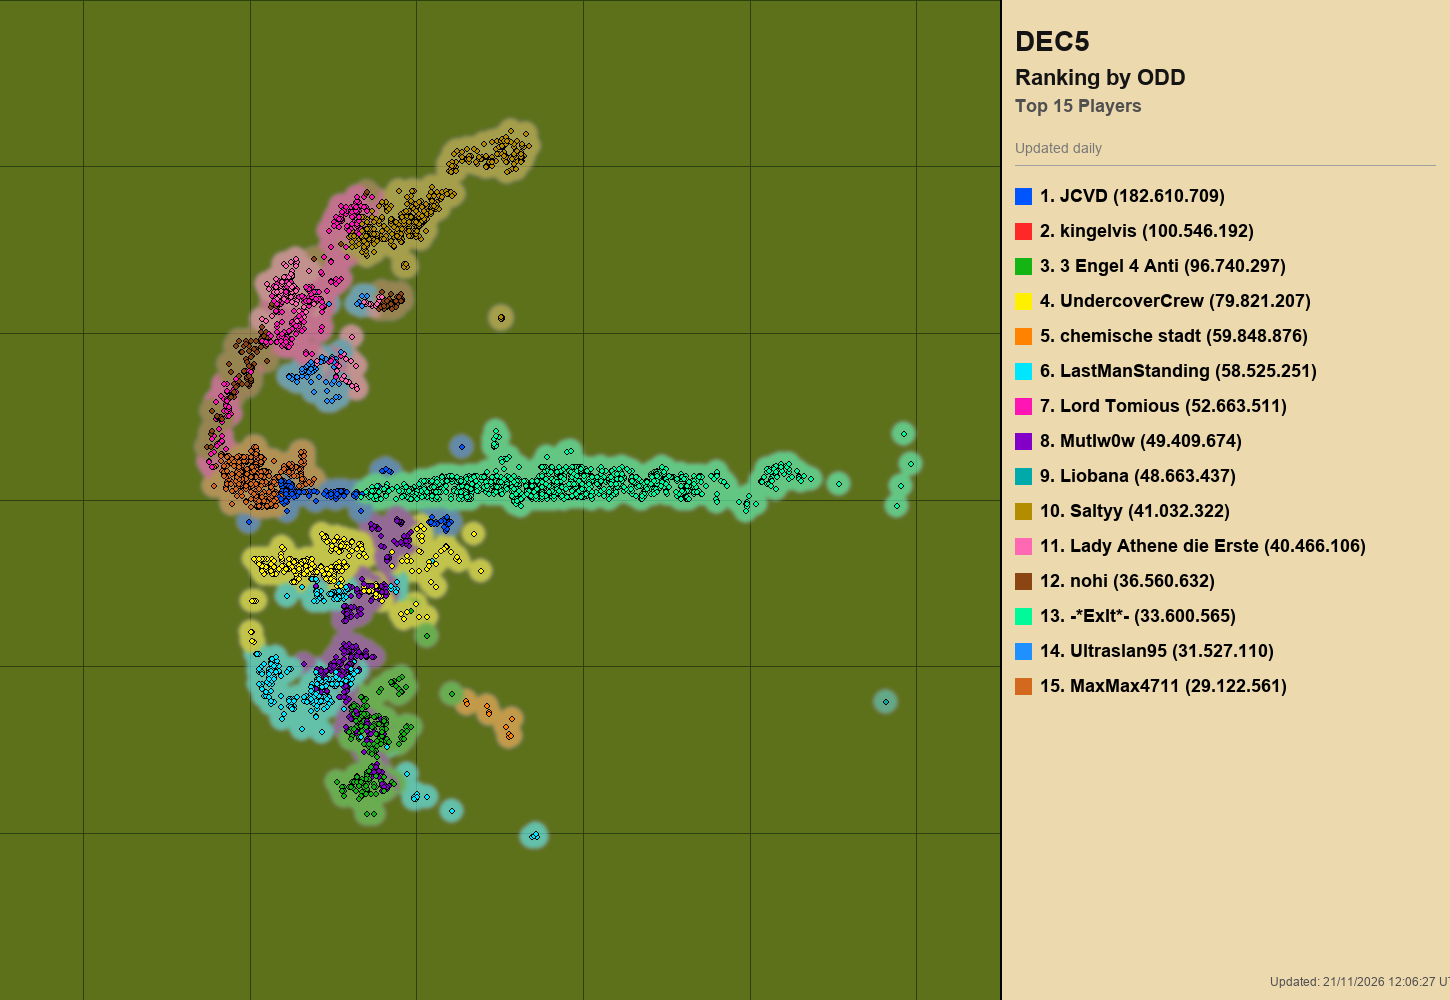 DEC5
Ranking by ODD
Top 15 Players
Updated daily
1. JCVD (182.610.709)
2. kingelvis (100.546.192)
3. 3 Engel 4 Anti (96.740.297)
4. UndercoverCrew (79.821.207)
5. chemische stadt (59.848.876)
6. LastManStanding (58.525.251)
7. Lord Tomious (52.663.511)
8. Mutlw0w (49.409.674)
9. Liobana (48.663.437)
10. Saltyy (41.032.322)
11. Lady Athene die Erste (40.466.106)
12. nohi (36.560.632)
13. -*ExIt*- (33.600.565)
14. Ultraslan95 (31.527.110)
15. MaxMax4711 (29.122.561)
Updated: 21/11/2026 12:06:27